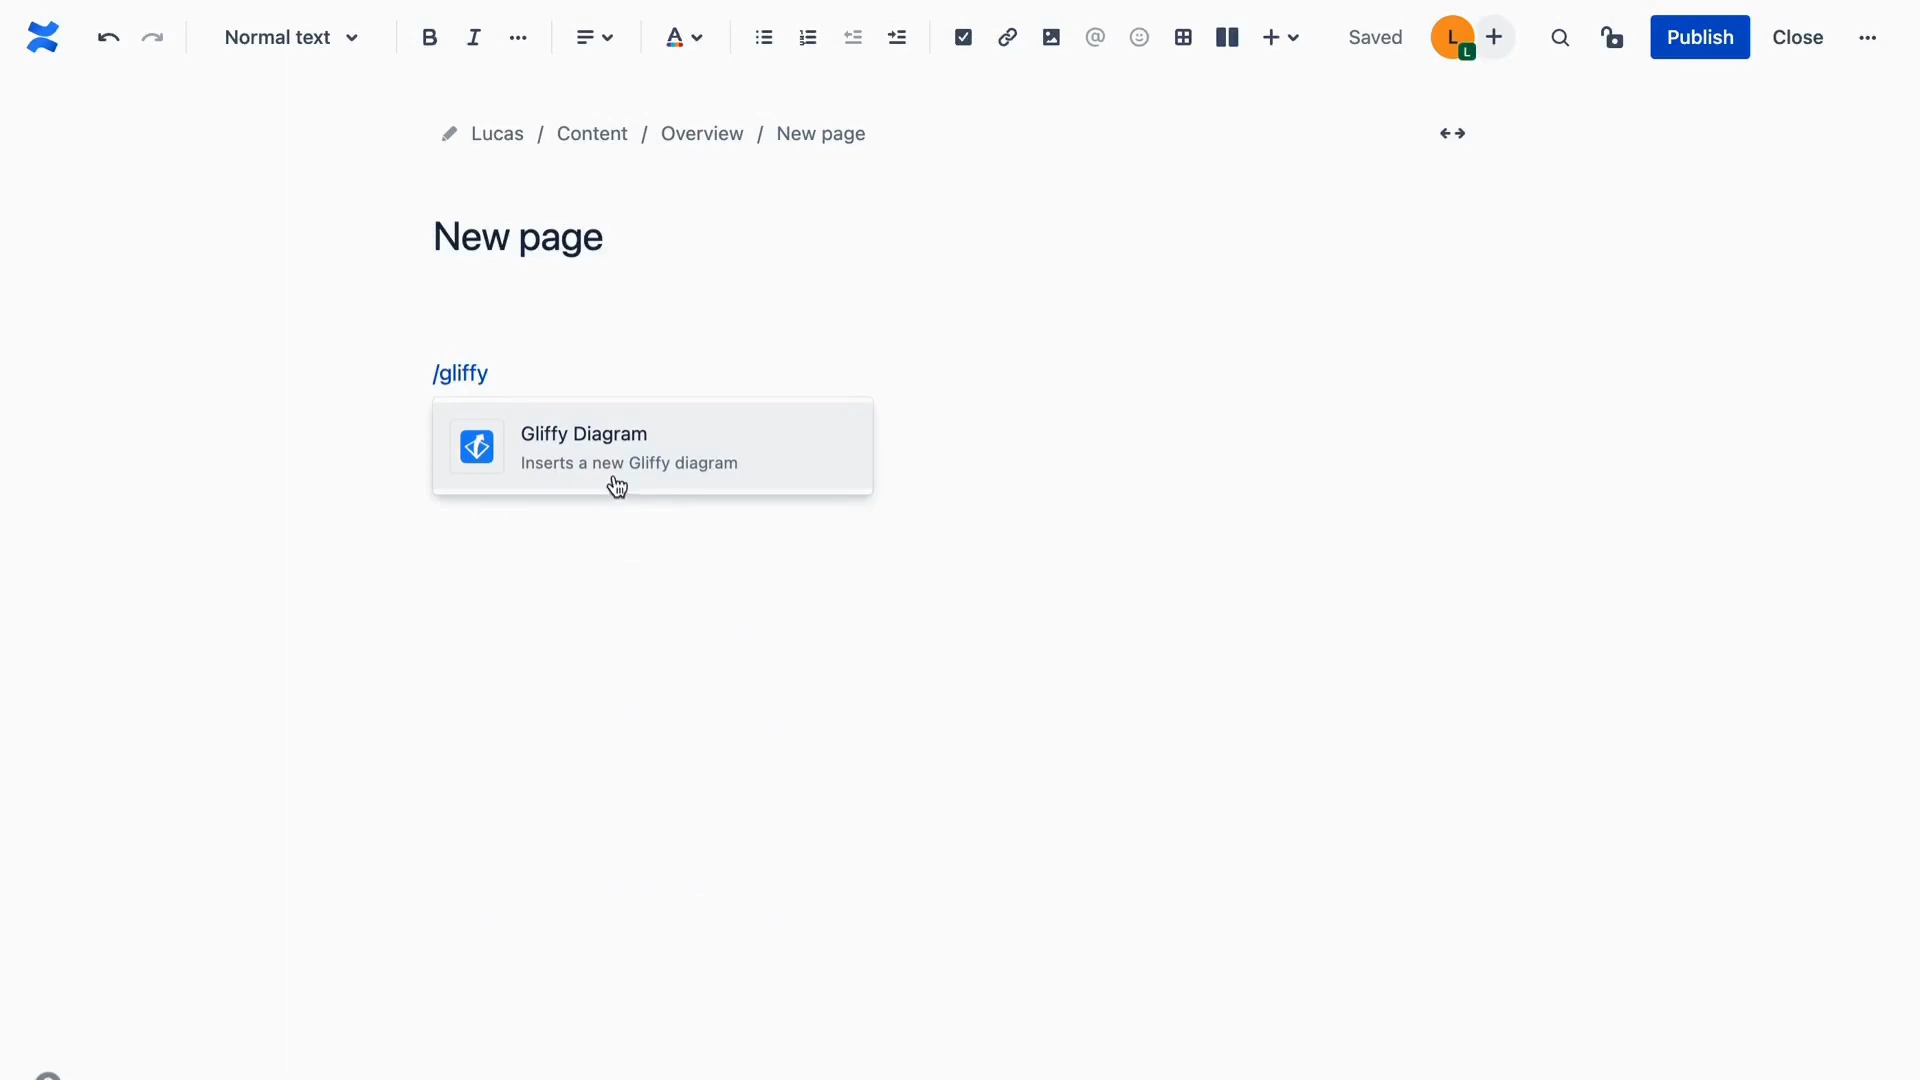 Normal text
B I A @ Saved L L Publish Close
Lucas / Content / Overview / New page
New page
/gliffy
Gliffy Diagram
Inserts a new Gliffy diagram